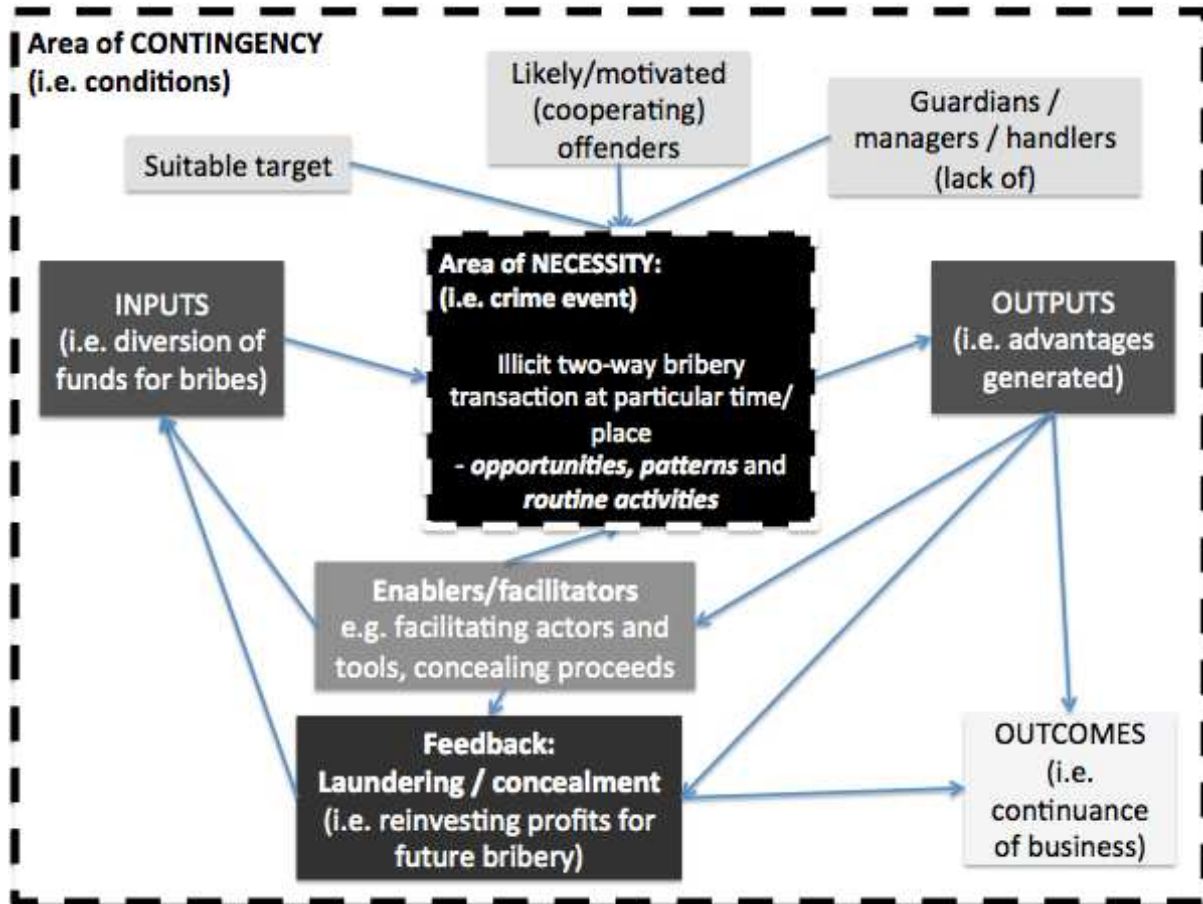 Area of CONTINGENCY
(i.e. conditions)
Likely/motivated
(cooperating)
offenders
Guardians /
managers / handlers
(lack of)
Suitable target
Area of NECESSITY:
(i.e. crime event)
Illicit two-way bribery
transaction at particular time/
place
- opportunities, patterns and
routine activities
INPUTS
(i.e. diversion of
funds for bribes)
OUTPUTS
(i.e. advantages
generated)
Enablers/facilitators
e.g. facilitating actors and
tools, concealing proceeds
Feedback:
Laundering / concealment
(i.e. reinvesting profits for
future bribery)
OUTCOMES
(i.e.
continuance
of business)